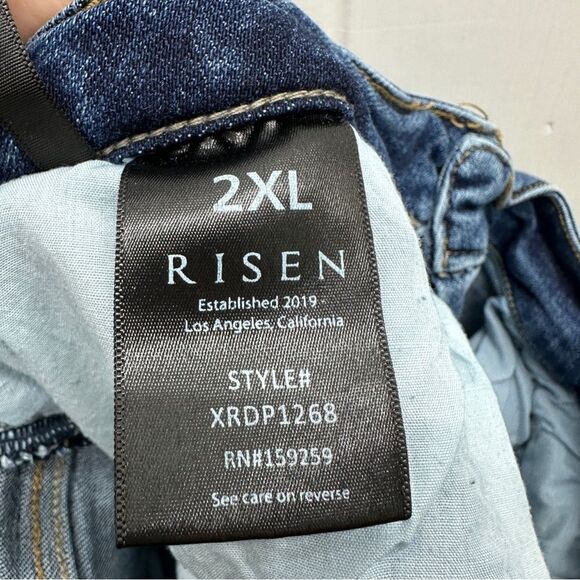 2XL
RISEN
Established 2019 -
Los Angeles, California
STYLE#
XRDP1268
RN#159259
See care on reverse